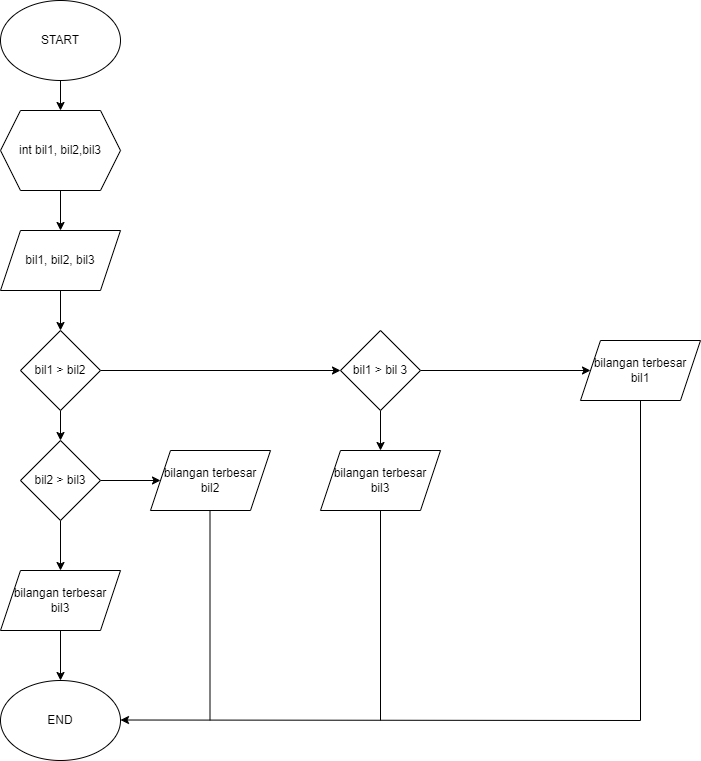 START
int bil1, bil2,bil3
bil1, bil2, bil3
bil1 > bil2
bil1 > bil 3
bilangan terbesar
bil1
bil2 > bil3
bilangan terbesar
bil2
bilangan terbesar
bil3
bilangan terbesar
bil3
END